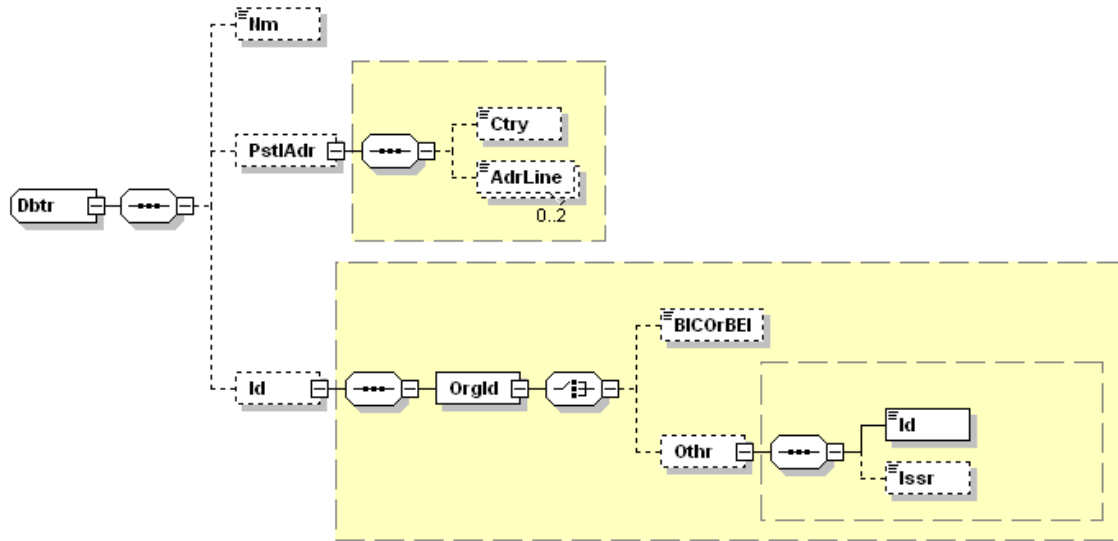 Nm
Ctry
PstlAdr
AdrLine
0..2
Dbtr
BICOrBEI
Id
OrgId
Id
Othr
Issr